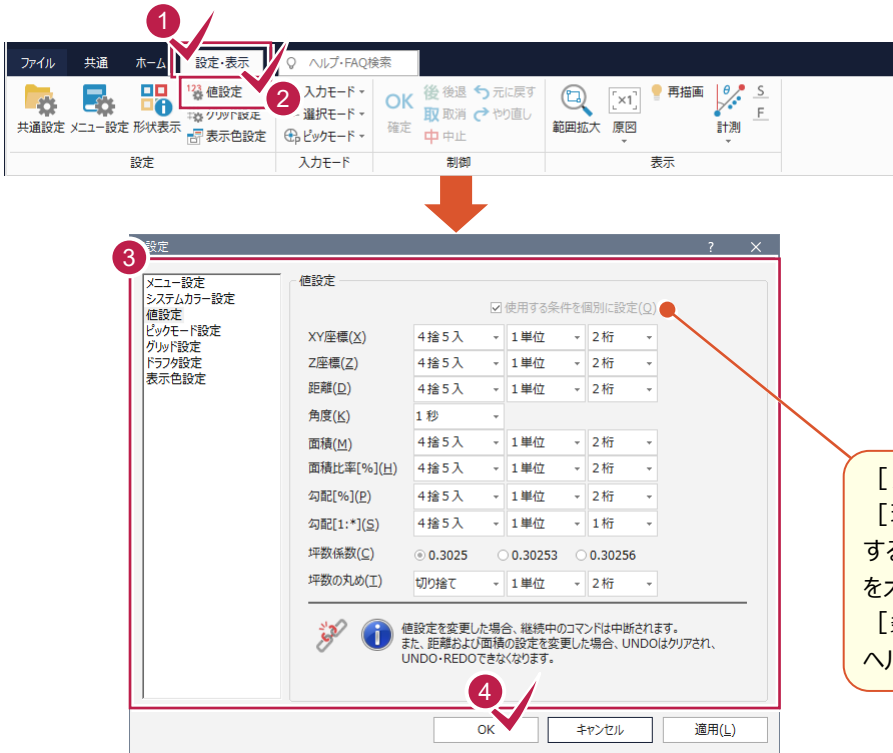 1
ファイル 共通 ホーム 設定・表示 ヘルプ・FAQ検索
共通設定 メニュー設定 形状表示
123 値設定
2
グリッド設定
表示色設定
入力モード
選択モード
ピックモード
OK
確定
後 後退 元に戻す
取 取消 やり直し
中 中止
範囲拡大
[×1]
原図
再描画
計測
S
F
設定 入力モード 制御 表示
3
設定 ? ×
メニュー設定
システムカラー設定
値設定
ピックモード設定
グリッド設定
ドラフタ設定
表示色設定
値設定
使用する条件を個別に設定(O)
XY座標(X) 4捨5入 1単位 2桁
Z座標(Z) 4捨5入 1単位 2桁
距離(D) 4捨5入 1単位 2桁
角度(K) 1秒
面積(M) 4捨5入 1単位 2桁
面積比率[%](H) 4捨5入 1単位 2桁
勾配[%](P) 4捨5入 1単位 2桁
勾配[1:*](S) 4捨5入 1単位 1桁
坪数係数(C) 0.3025 0.30253 0.30256
坪数の丸め(T) 切り捨て 1単位 2桁
値設定を変更した場合、継続中のコマンドは中断されます。
また、距離および面積の設定を変更した場合、UNDOはクリアされ、
UNDO・REDOできなくなります。
4
OK キャンセル 適用(L)
[
[
する
を
[
ヘル